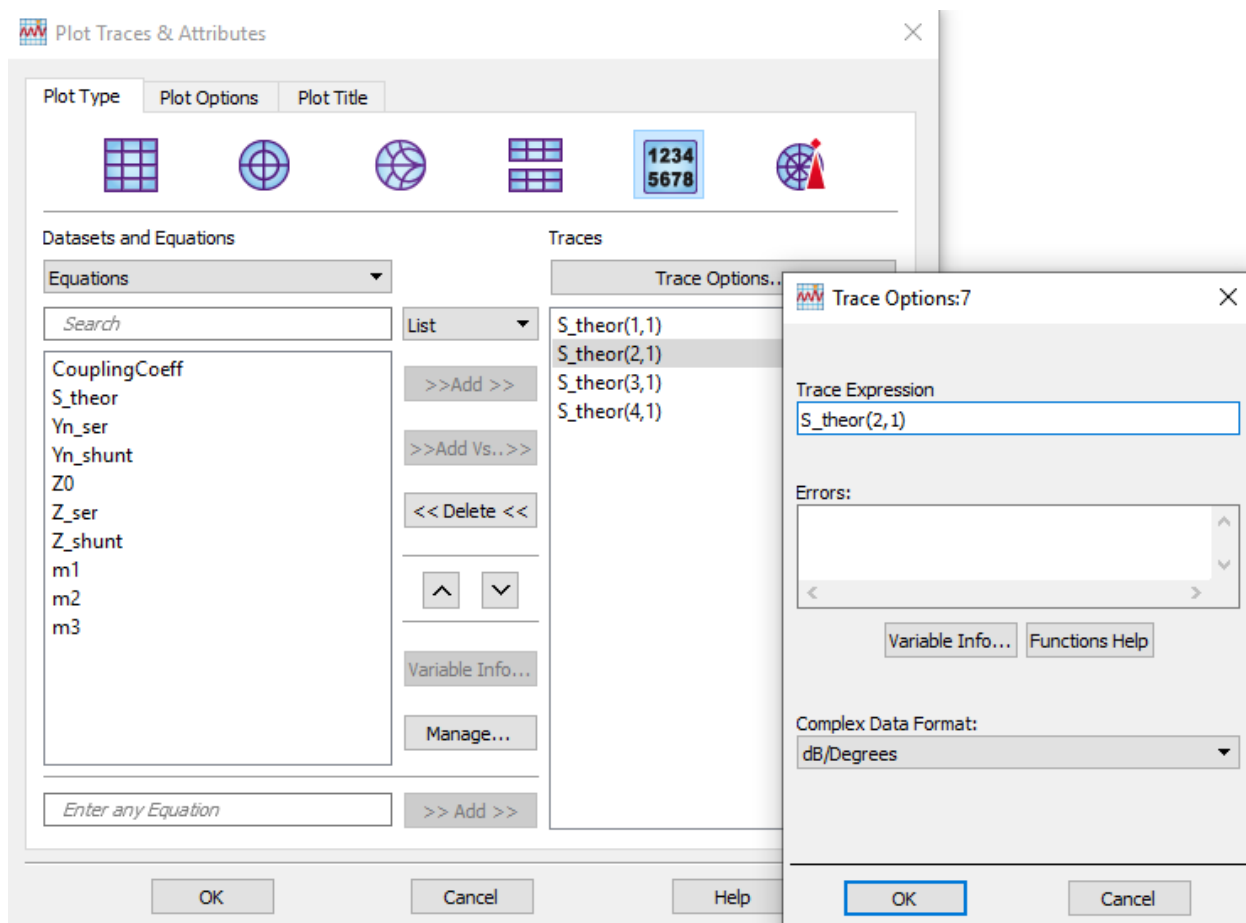 Plot Traces & Attributes
Plot Type
Plot Options
Plot Title
1234
5678
Datasets and Equations
Equations
Search
CouplingCoeff
S_theor
Yn_ser
Yn_shunt
Z0
Z_ser
Z_shunt
m1
m2
m3
Enter any Equation
List
>>Add >>
>>Add Vs..>>
<< Delete <<
Variable Info...
Manage...
>> Add >>
Traces
Trace Options..
S_theor(1,1)
S_theor(2,1)
S_theor(3,1)
S_theor(4,1)
OK
Cancel
Help
Trace Options:7
Trace Expression
S_theor(2,1)
Errors:
Variable Info...
Functions Help
Complex Data Format:
dB/Degrees
OK
Cancel